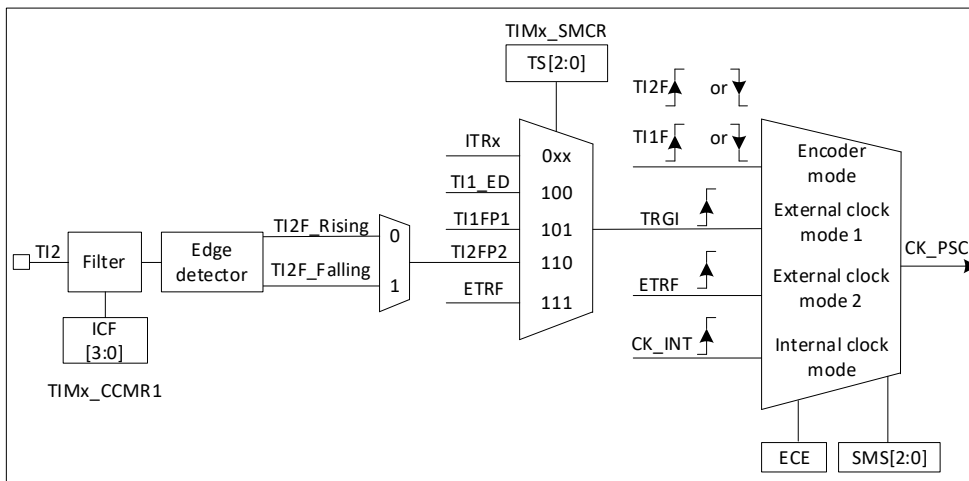 TIMx_SMCR
TS[2:0]
TI2F or
TI1F or
ITRx
0xx
TI1_ED
100
TI1FP1
101
TI2FP2
110
ETRF
111
TI2
Filter
ICF
[3:0]
TIMx_CCMR1
Edge
detector
TI2F_Rising
0
TI2F_Falling
1
TRGI
ETRF
CK_INT
Encoder
mode
External clock
mode 1
External clock
mode 2
Internal clock
mode
CK_PSC
ECE
SMS[2:0]